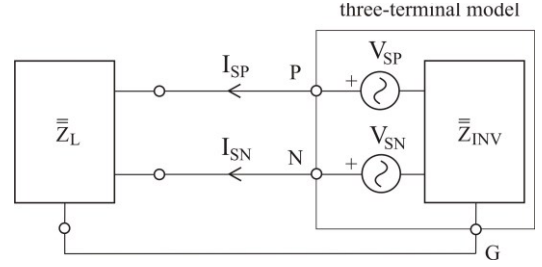 three-terminal model
I_SP P V_SP
+
Z̿_L Z̿_INV
I_SN N V_SN
+
G